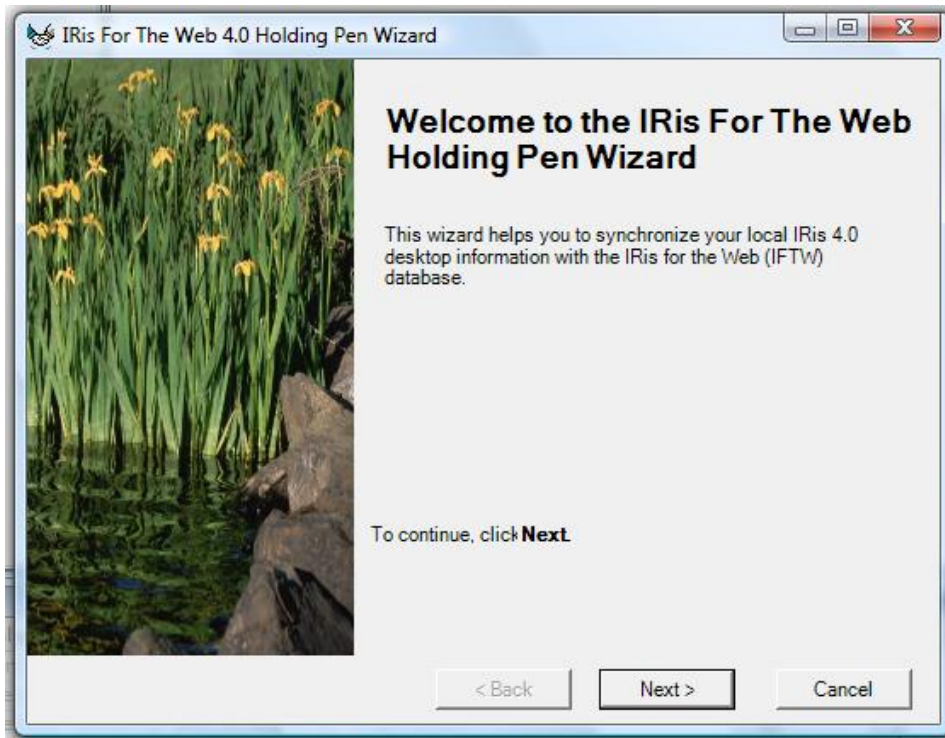 IRis For The Web 4.0 Holding Pen Wizard
Welcome to the IRis For The Web
Holding Pen Wizard
This wizard helps you to synchronize your local IRis 4.0
desktop information with the IRis for the Web (IFTW)
database.
To continue, click Next.
< Back
Next >
Cancel